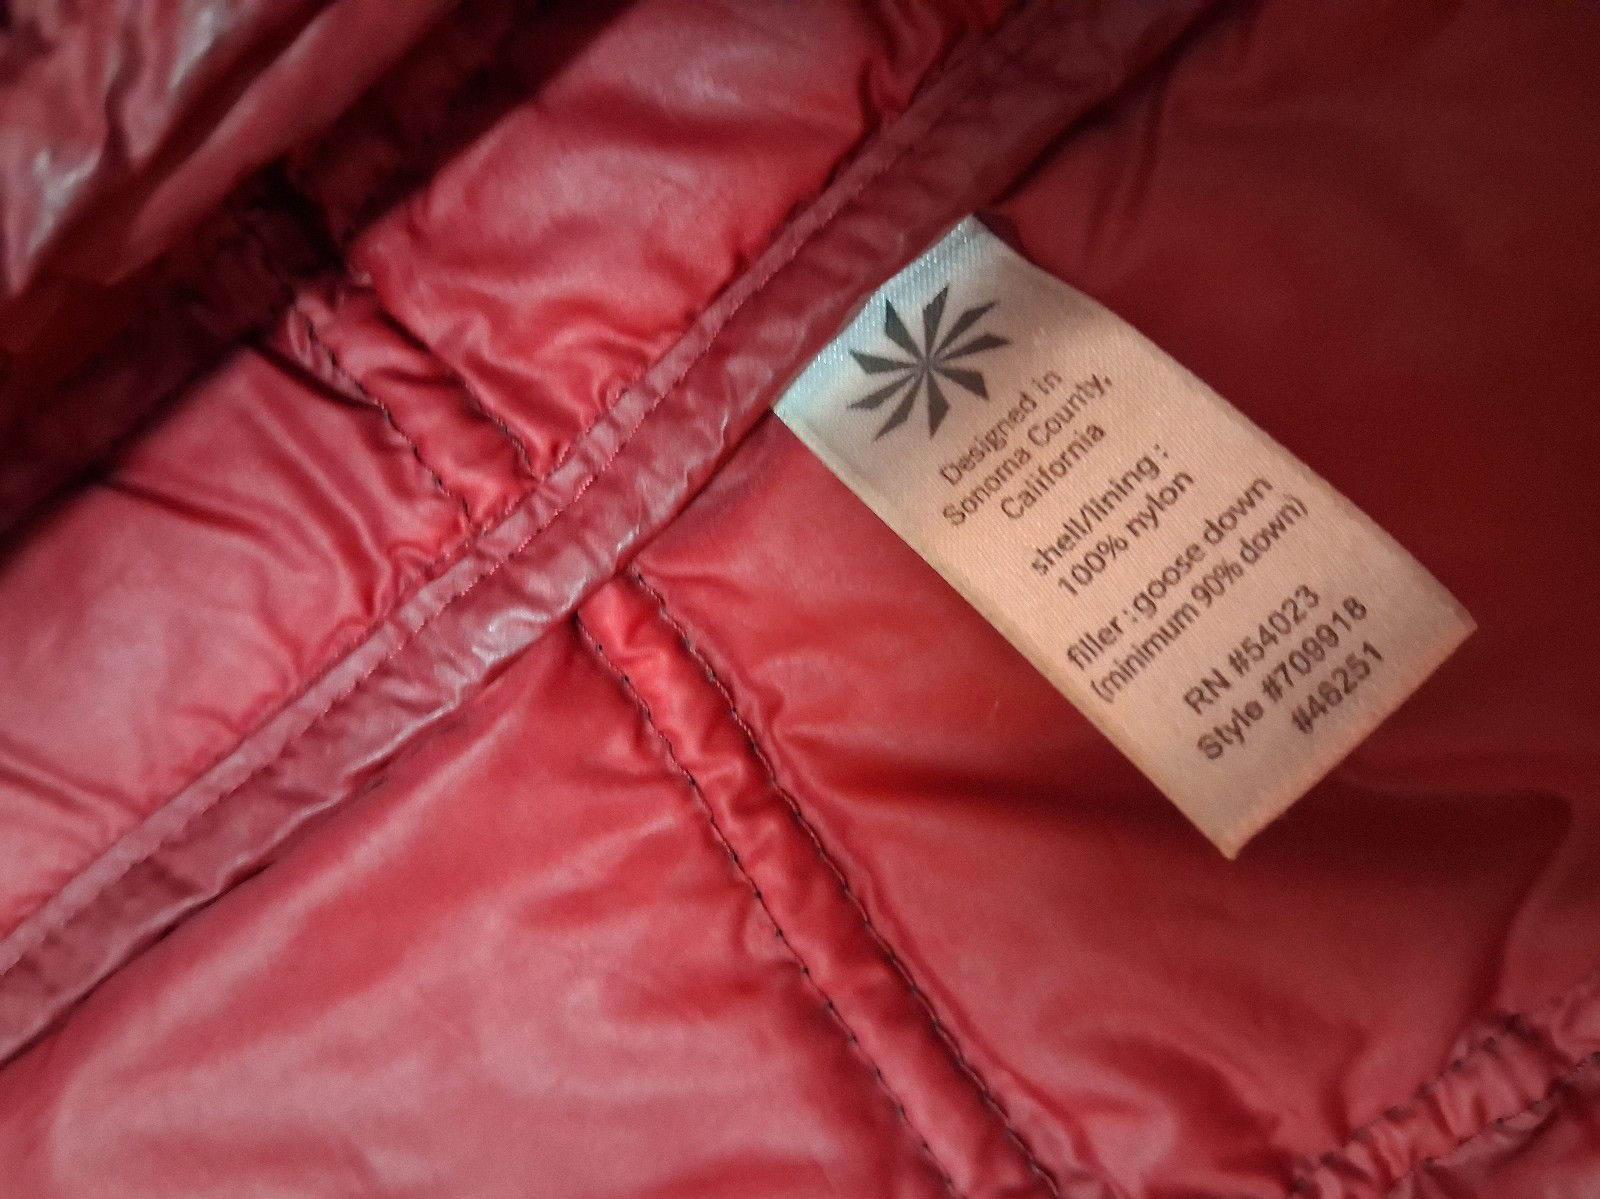 Designed in
Sonoma County,
California
shell/lining :
100% nylon
filler : goose down
(minimum 90% down)
RN #54023
Style #709918
#46251